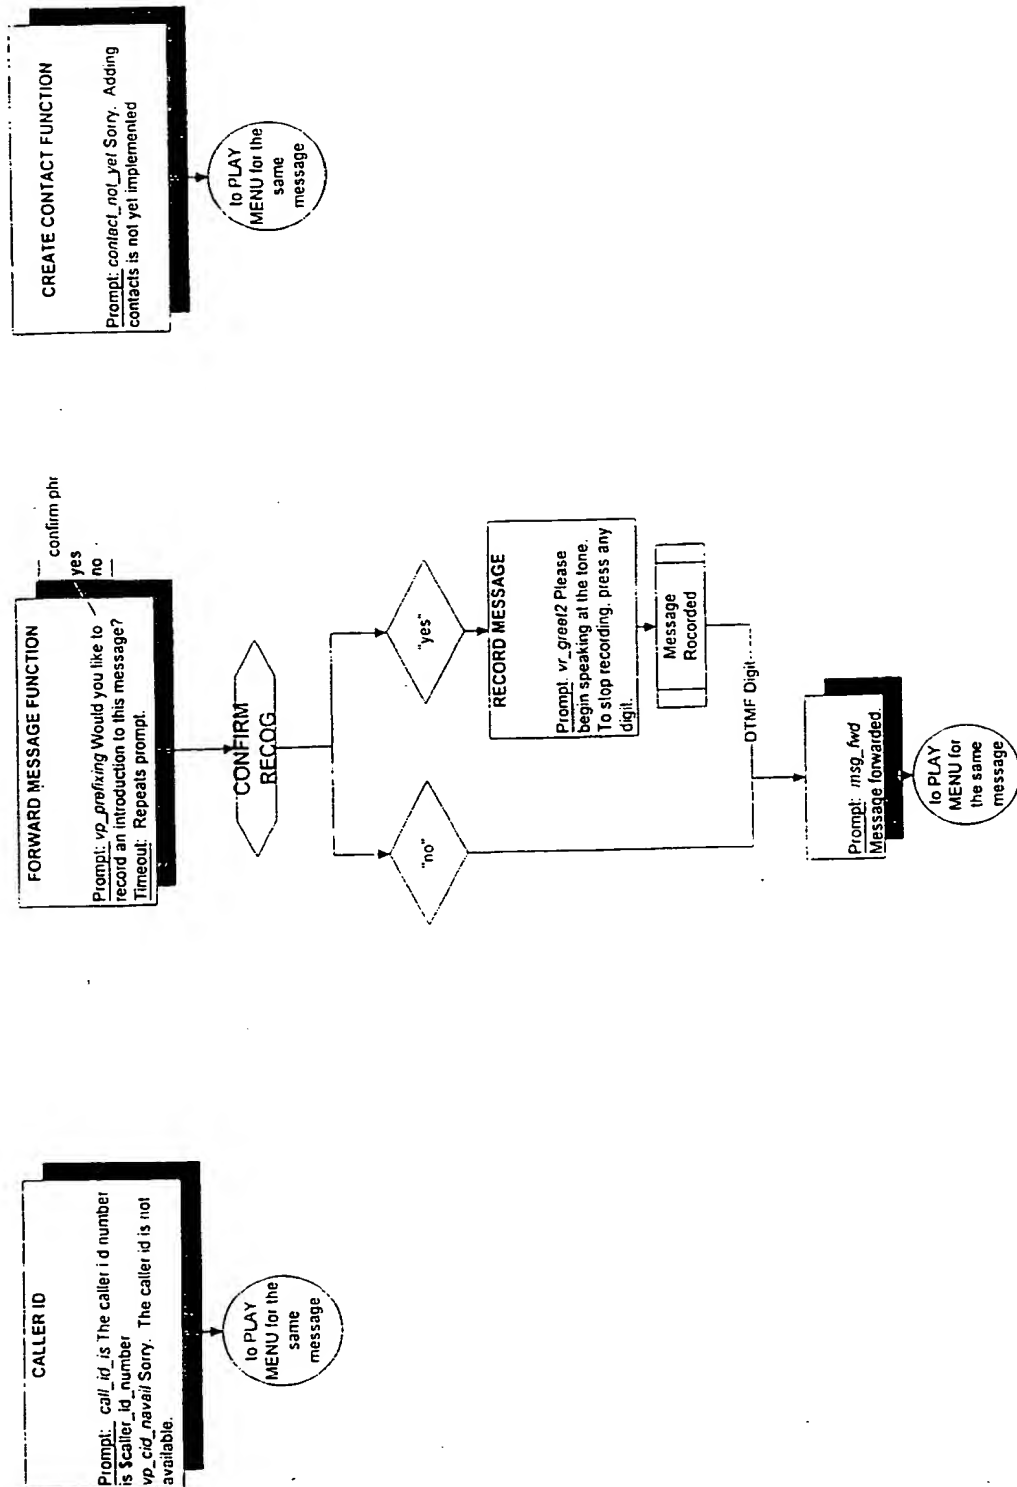 CALLER ID
Prompt: call_id_is The caller i d number
is $caller_id_number
vp_cid_navail Sorry. The caller id is not
available.
to PLAY
MENU for the
same
message
FORWARD MESSAGE FUNCTION
Prompt: vp_prefixing Would you like to
record an introduction to this message?
Timeout: Repeats prompt.
confirm phr
yes
no
CONFIRM
RECOG
"no"
"yes"
RECORD MESSAGE
Prompt. vr_greet2 Please
begin speaking at the tone.
To stop recording, press any
digit.
Message
Rocorded
DTMF Digit
Prompt: msg_fwd
Message forwarded.
to PLAY
MENU for
the same
message
CREATE CONTACT FUNCTION
Prompt: contact_not_yet Sorry. Adding
contacts is not yet implemented
to PLAY
MENU for the
same
message